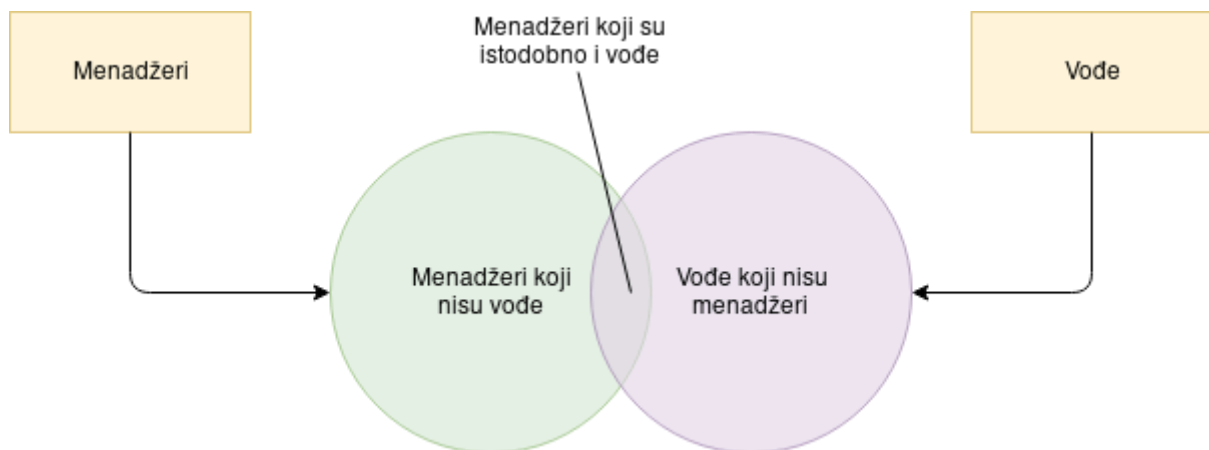 Menadžeri
Menadžeri koji su
istodobno i vođe
Vođe
Menadžeri koji
nisu vođe
Vođe koji nisu
menadžeri